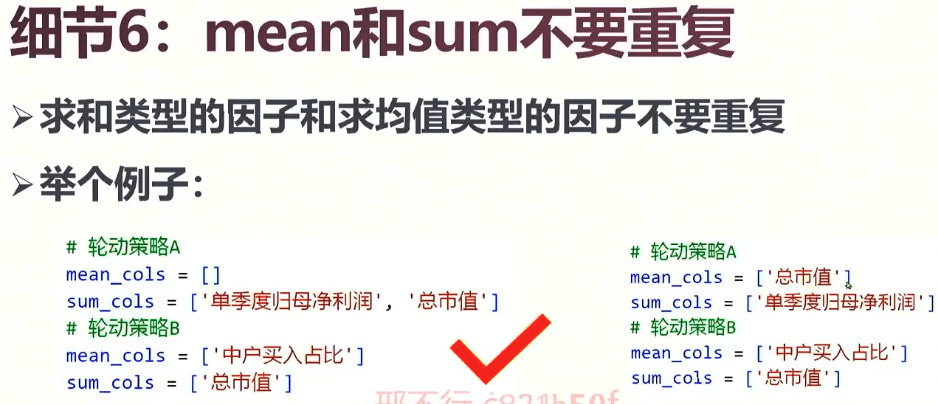 细节6：mean和sum不要重复
➢求和类型的因子和求均值类型的因子不要重复
➢举个例子：
# 轮动策略A
mean_cols = []
sum_cols = ['单季度归母净利润', '总市值']
# 轮动策略B
mean_cols = ['中户买入占比']
sum_cols = ['总市值']
# 轮动策略A
mean_cols = ['总市值']
sum_cols = ['单季度归母净利润']
# 轮动策略B
mean_cols = ['中户买入占比']
sum_cols = ['总市值']